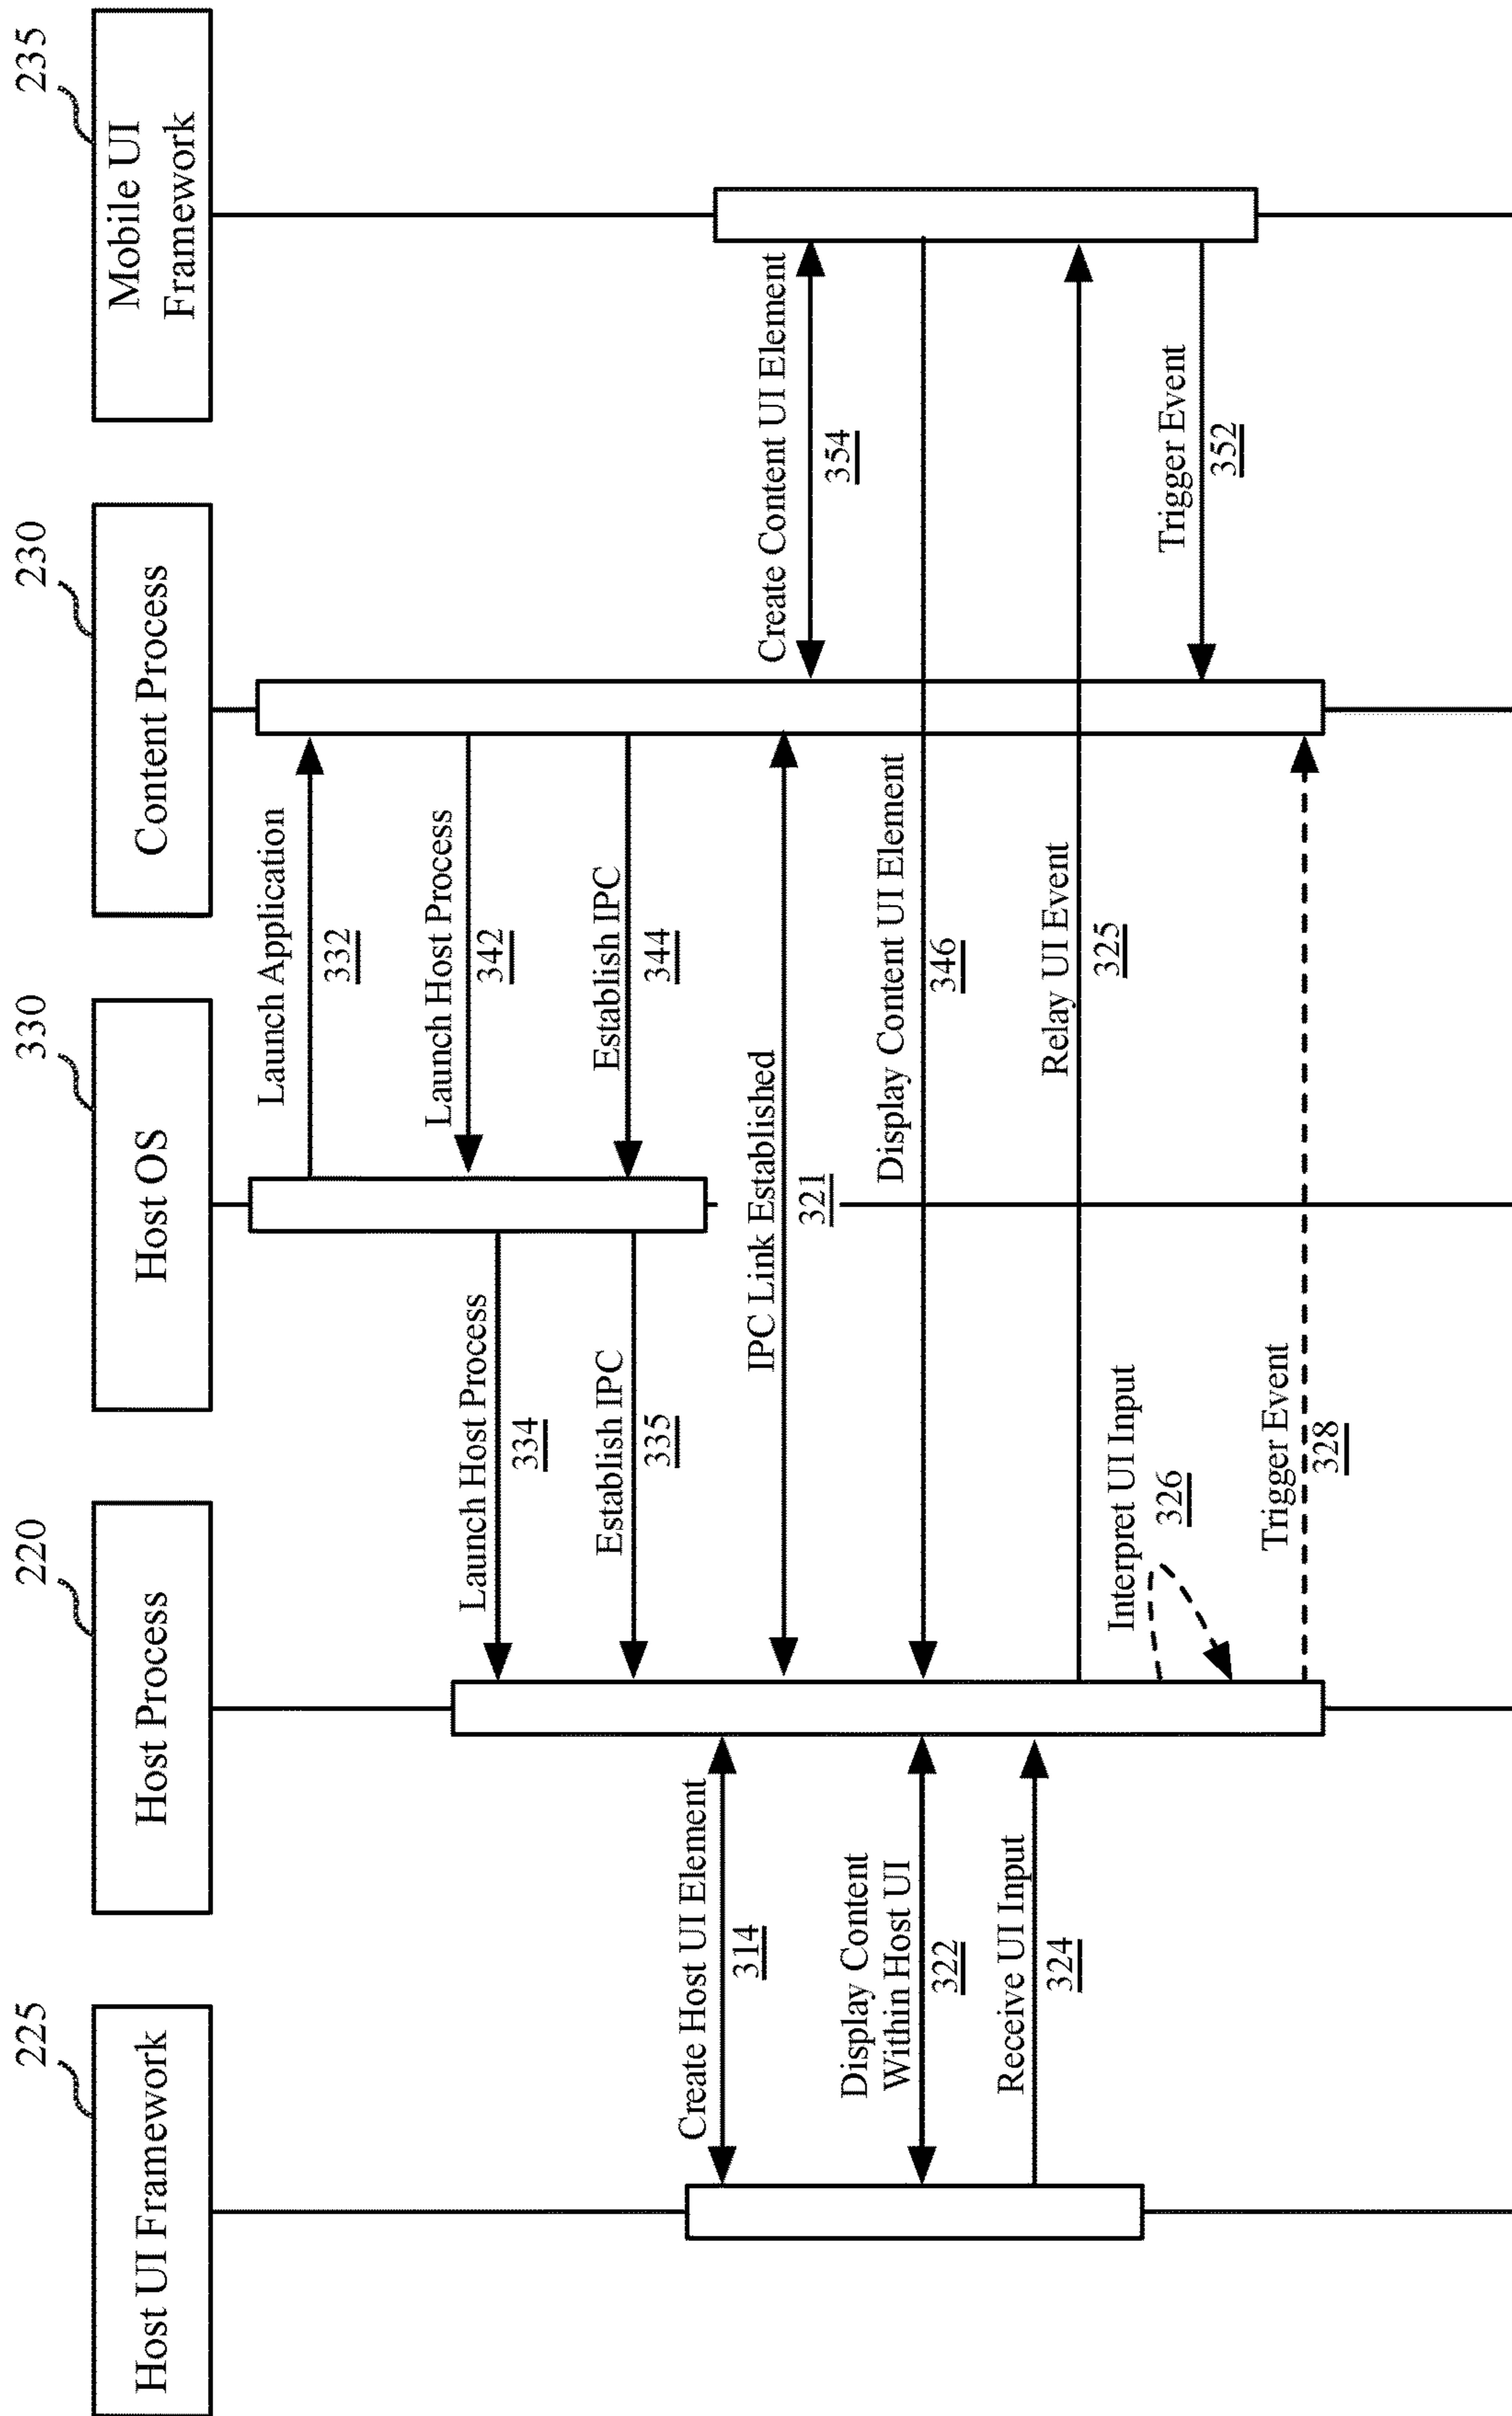 225
220
330
230
235
Host UI Framework
Host Process
Host OS
Content Process
Mobile UI
Framework
Launch Application
332
Launch Host Process
342
Launch Host Process
334
Establish IPC
344
Establish IPC
335
Create Host UI Element
314
IPC Link Established
321
Create Content UI Element
354
Display Content
Within Host UI
322
Display Content UI Element
346
Receive UI Input
324
Relay UI Event
325
Interpret UI Input
326
Trigger Event
352
Trigger Event
328